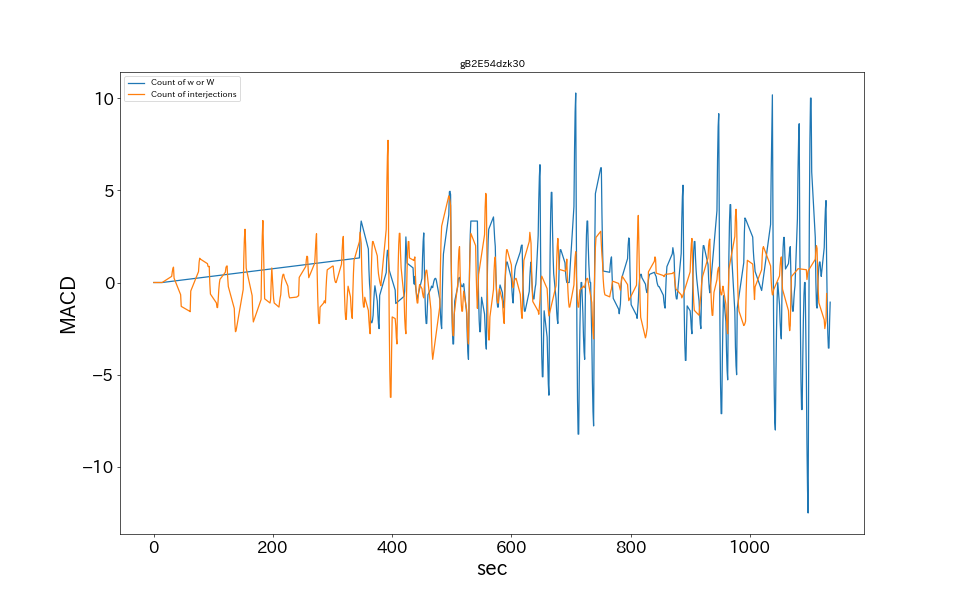 gB2E54dzk30
Count of w or W
Count of interjections
10
5
0
−5
−10
MACD
0
200
400
600
800
1000
sec